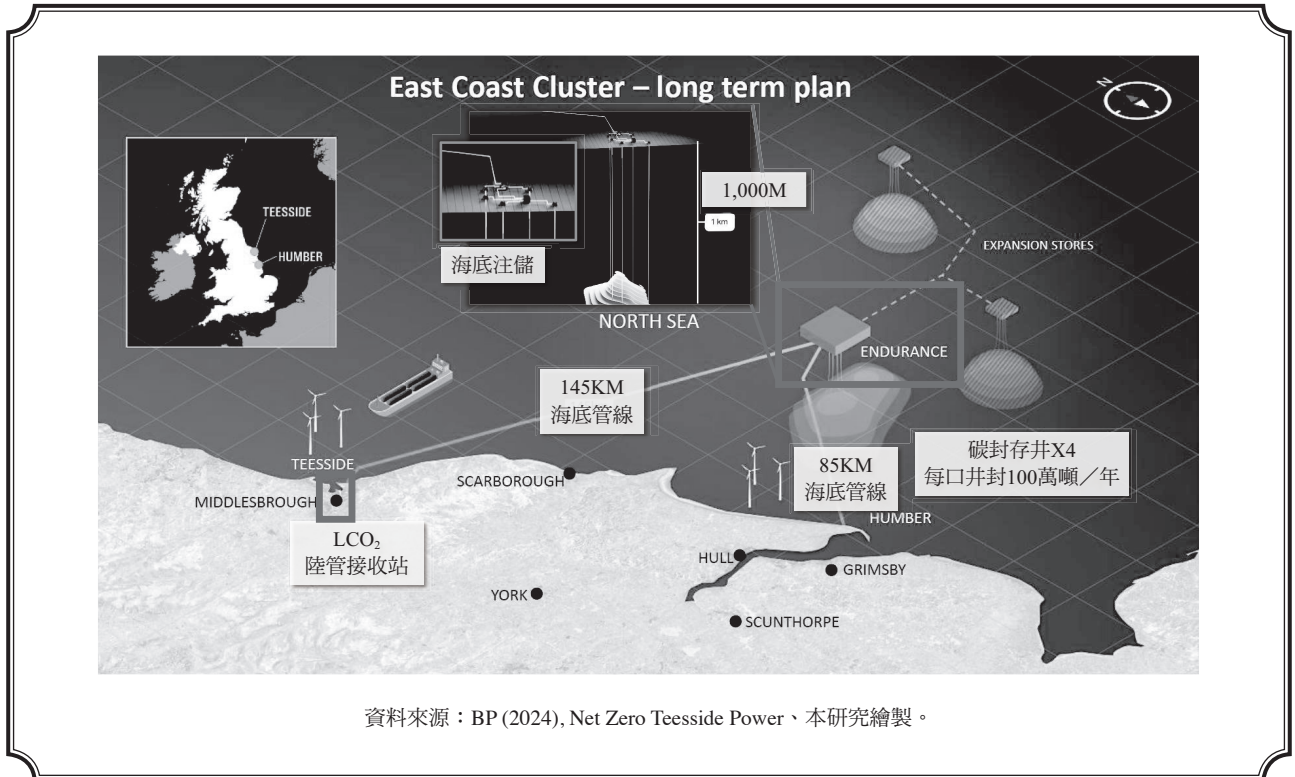 East Coast Cluster – long term plan
N
TEESSIDE
HUMBER
1,000M
1 km
海底注儲
EXPANSION STORES
NORTH SEA
ENDURANCE
145KM
海底管線
碳封存井X4
每口井封100萬噸／年
85KM
海底管線
TEESSIDE
SCARBOROUGH
MIDDLESBROUGH
HUMBER
LCO₂
陸管接收站
HULL
GRIMSBY
YORK
SCUNTHORPE
資料來源：BP (2024), Net Zero Teesside Power、本研究繪製。